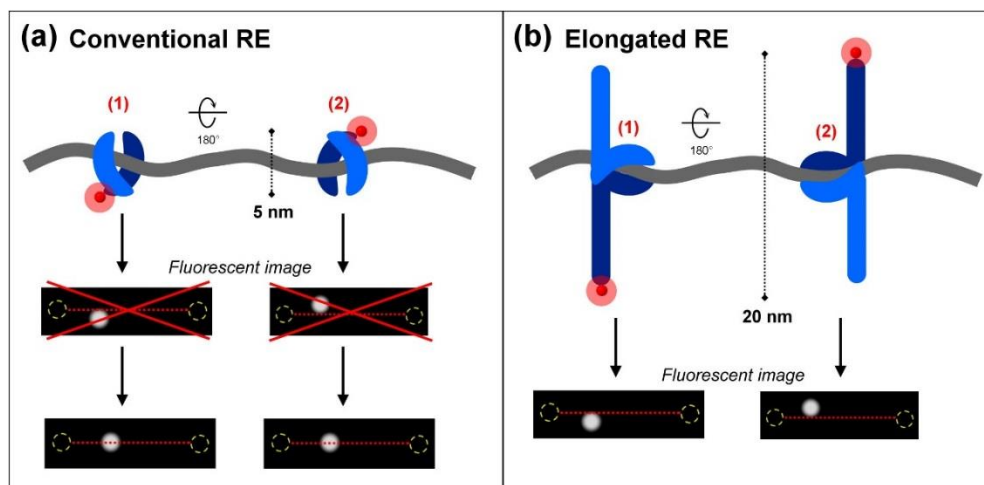 (a) Conventional RE
(1)
180°
(2)
5 nm
Fluorescent image
(b) Elongated RE
(1)
180°
(2)
20 nm
Fluorescent image